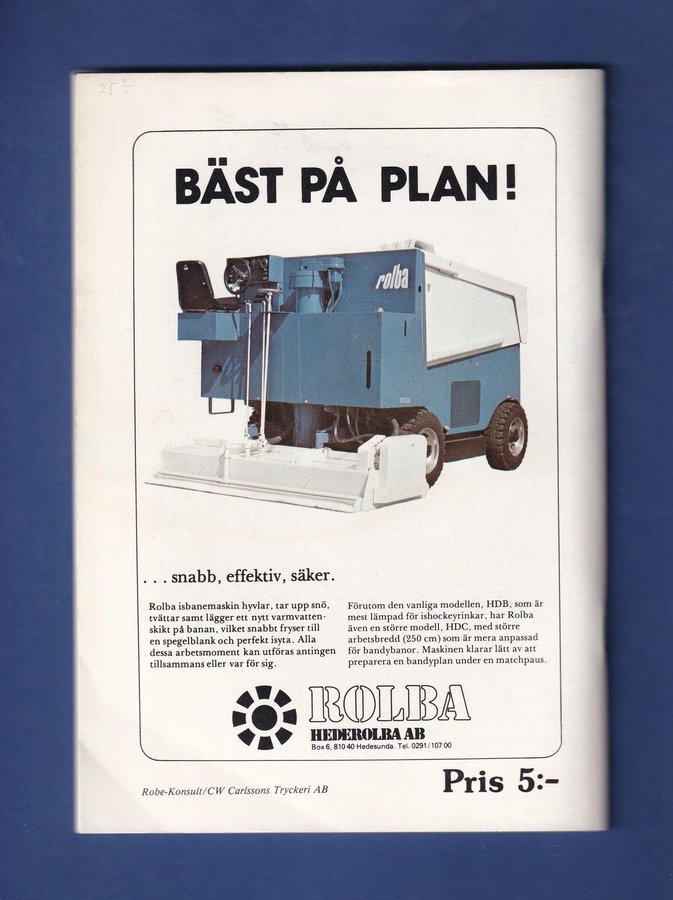 25:-
BÄST PÅ PLAN!
rolba
. . . snabb, effektiv, säker.
Rolba isbanemaskin hyvlar, tar upp snö,
tvättar samt lägger ett nytt varmvatten-
skikt på banan, vilket snabbt fryser till
en spegelblank och perfekt isyta. Alla
dessa arbetsmoment kan utföras antingen
tillsammans eller var för sig.
Förutom den vanliga modellen, HDB, som är
mest lämpad för ishockeyrinkar, har Rolba
även en större modell, HDC, med större
arbetsbredd (250 cm) som är mera anpassad
för bandybanor. Maskinen klarar lätt av att
preparera en bandyplan under en matchpaus.
ROLBA
HEDEROLBA AB
Box 6, 810 40 Hedesunda. Tel. 0291/107 00
Robe-Konsult/CW Carlssons Tryckeri AB
Pris 5:-